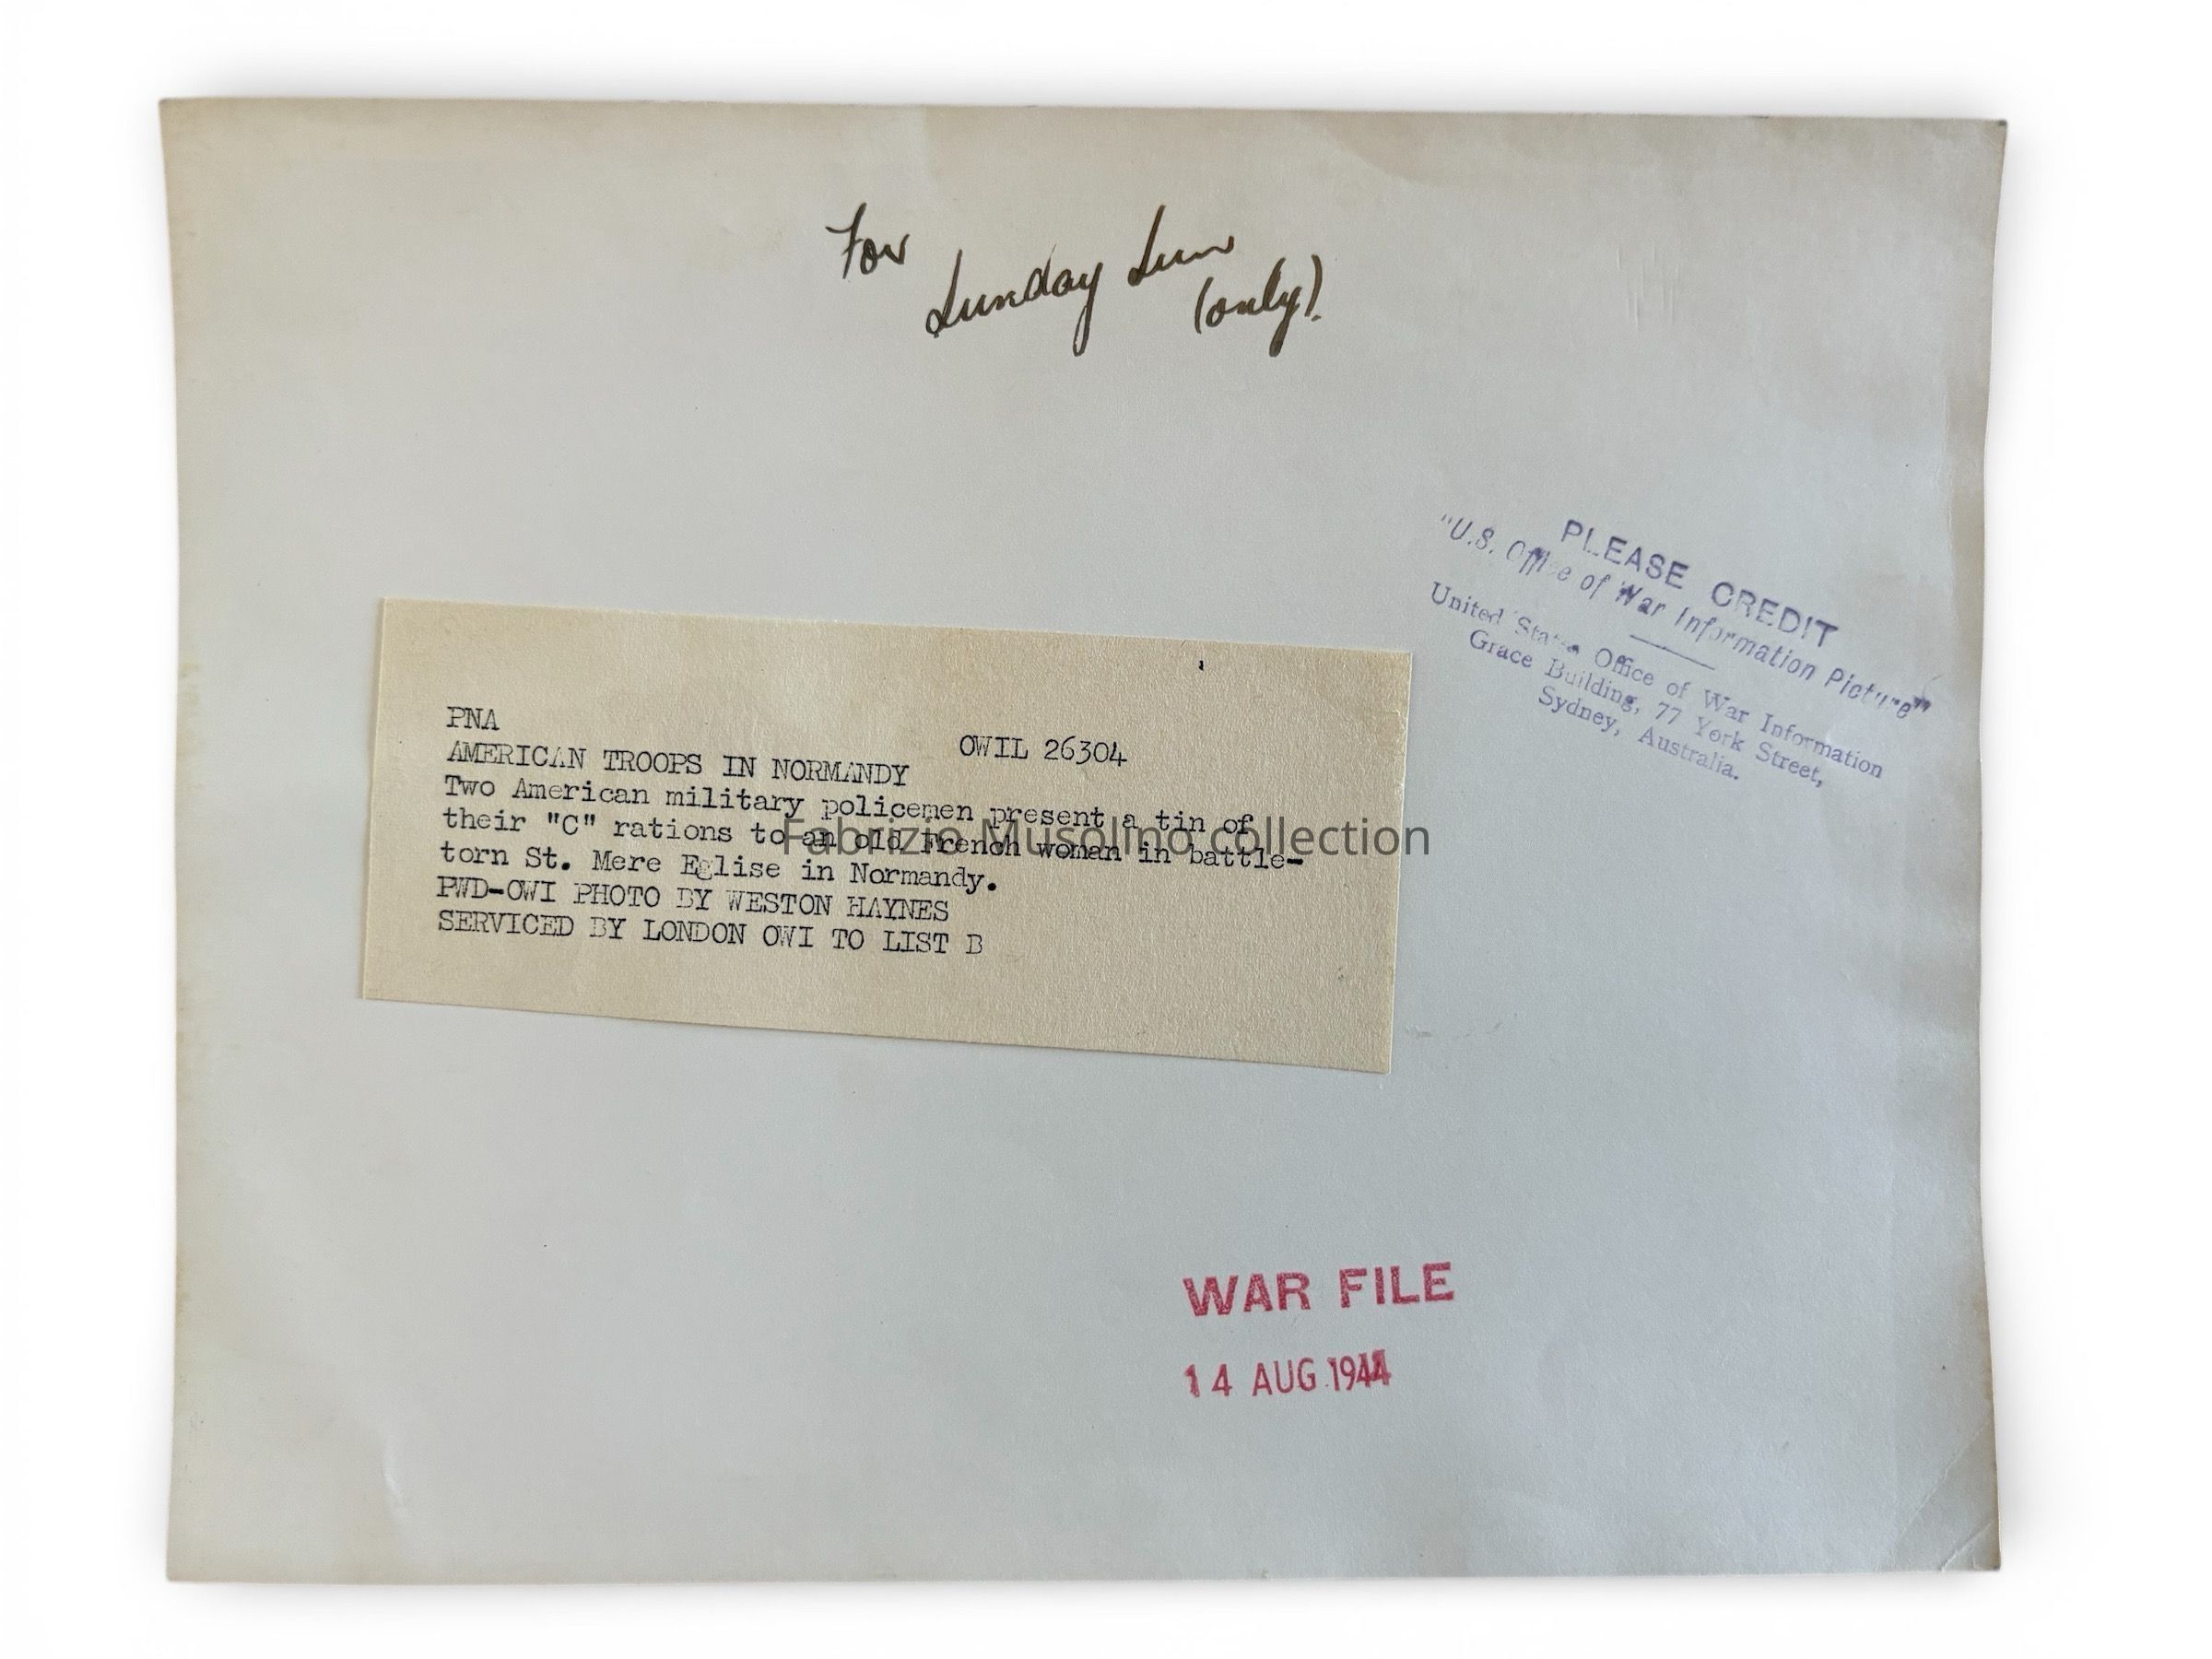 For
Sunday Sun
(only).
PLEASE CREDIT
"U.S. Office of War Information Picture"
United States Office of War Information
Grace Building, 77 York Street,
Sydney, Australia.
PNA
OWIL 26304
AMERICAN TROOPS IN NORMANDY
Two American military policemen present a tin of
their "C" rations to an old French woman in battle-
torn St. Mere Eglise in Normandy.
PWD-OWI PHOTO BY WESTON HAYNES
SERVICED BY LONDON OWI TO LIST B
Fabrizio Musolino collection
WAR FILE
14 AUG 1944